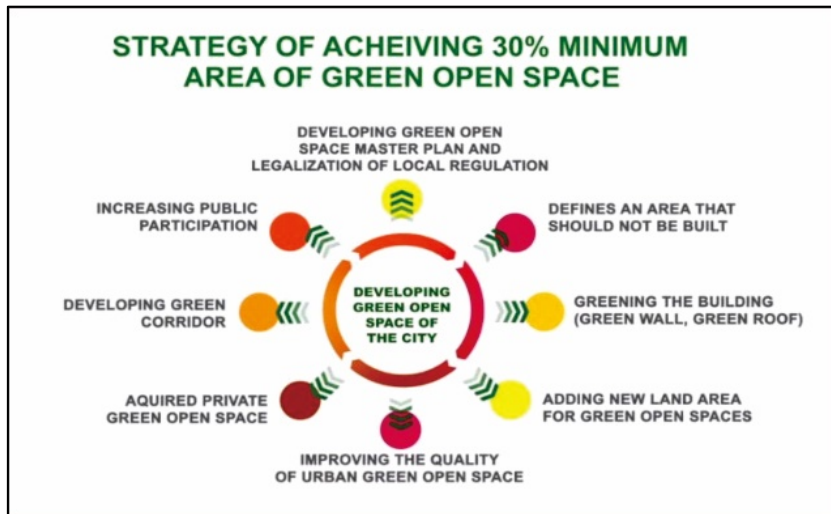 STRATEGY OF ACHEIVING 30% MINIMUM
AREA OF GREEN OPEN SPACE
DEVELOPING GREEN OPEN
SPACE MASTER PLAN AND
LEGALIZATION OF LOCAL REGULATION
INCREASING PUBLIC
PARTICIPATION
DEFINES AN AREA THAT
SHOULD NOT BE BUILT
DEVELOPING GREEN
CORRIDOR
DEVELOPING
GREEN OPEN
SPACE OF
THE CITY
GREENING THE BUILDING
(GREEN WALL, GREEN ROOF)
AQUIRED PRIVATE
GREEN OPEN SPACE
ADDING NEW LAND AREA
FOR GREEN OPEN SPACES
IMPROVING THE QUALITY
OF URBAN GREEN OPEN SPACE